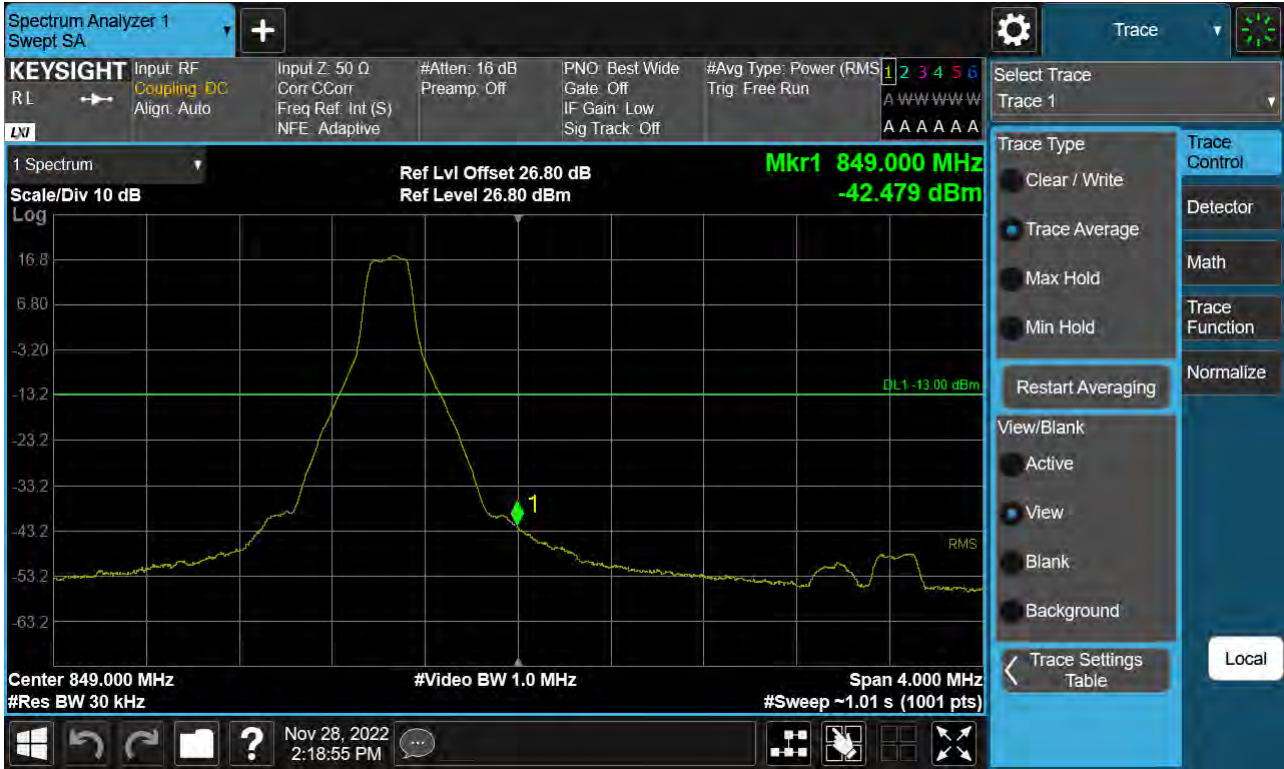 Spectrum Analyzer 1
Swept SA
Trace
KEYSIGHT
RL
LXI
Input: RF
Coupling: DC
Align: Auto
Input Z: 50 Ω
Corr CCorr
Freq Ref: Int (S)
NFE: Adaptive
#Atten: 16 dB
Preamp: Off
PNO: Best Wide
Gate: Off
IF Gain: Low
Sig Track: Off
#Avg Type: Power (RMS
Trig: Free Run
1 2 3 4 5 6
A W W W W W
A A A A A A
1 Spectrum
Scale/Div 10 dB
Log
Ref Lvl Offset 26.80 dB
Ref Level 26.80 dBm
Mkr1 849.000 MHz
-42.479 dBm
16.8
6.80
-3.20
-13.2
-23.2
-33.2
-43.2
-53.2
-63.2
DL1 -13.00 dBm
1
RMS
Center 849.000 MHz
#Res BW 30 kHz
#Video BW 1.0 MHz
Span 4.000 MHz
#Sweep ~1.01 s (1001 pts)
Select Trace
Trace 1
Trace Type
Clear / Write
Trace Average
Max Hold
Min Hold
Restart Averaging
View/Blank
Active
View
Blank
Background
Trace Settings
Table
Trace
Control
Detector
Math
Trace
Function
Normalize
Local
?
Nov 28, 2022
2:18:55 PM